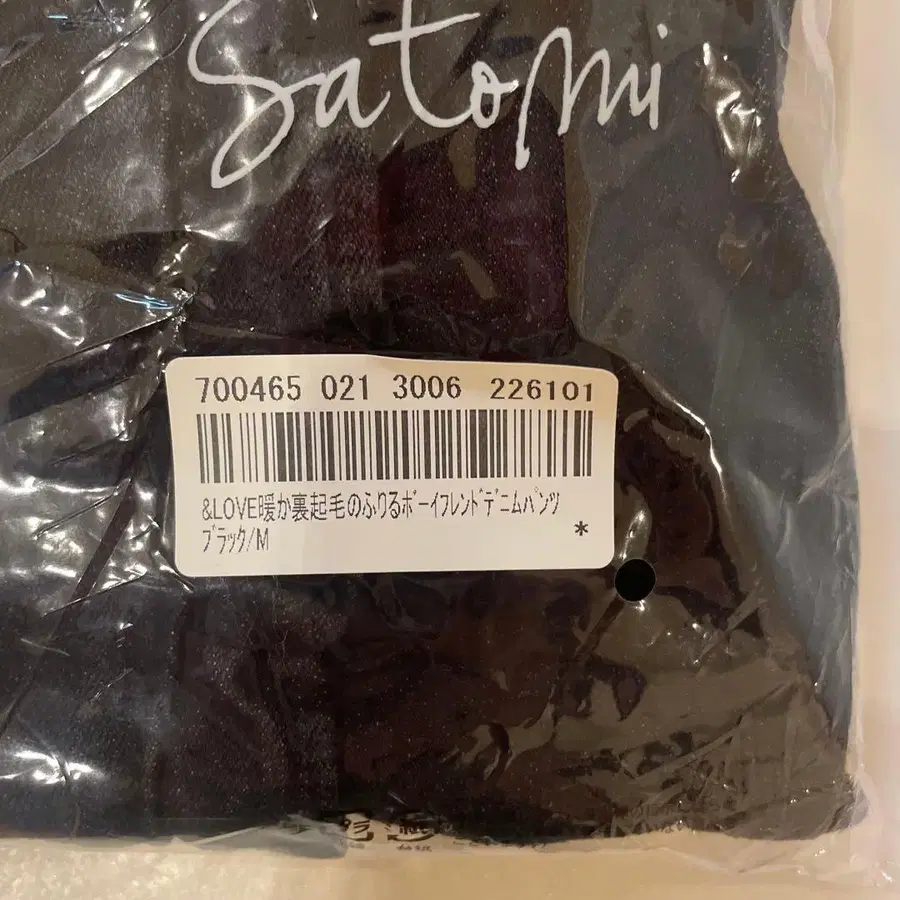 Satomi
700465 021 3006 226101
&LOVE暖か裏起毛のふりるﾎﾞｰｲﾌﾚﾝﾄﾞﾃﾞﾆﾑﾊﾟﾝﾂ
ﾌﾞﾗｯｸ/M *